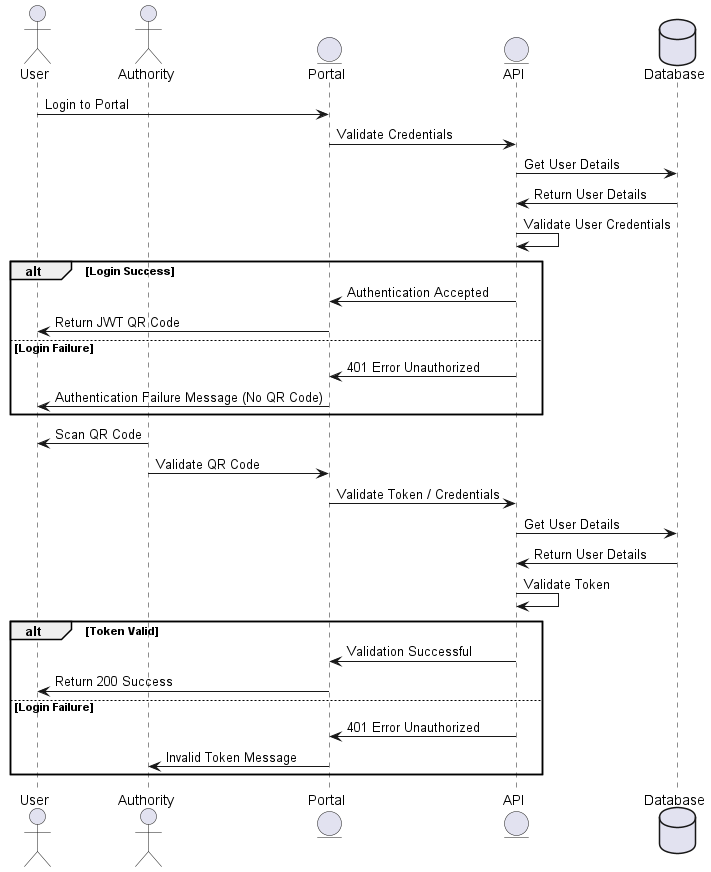 User Authority Portal API Database
Login to Portal
Validate Credentials
Get User Details
Return User Details
Validate User Credentials
alt [Login Success]
Authentication Accepted
Return JWT QR Code
[Login Failure]
401 Error Unauthorized
Authentication Failure Message (No QR Code)
Scan QR Code
Validate QR Code
Validate Token / Credentials
Get User Details
Return User Details
Validate Token
alt [Token Valid]
Validation Successful
Return 200 Success
[Login Failure]
401 Error Unauthorized
Invalid Token Message
User Authority Portal API Database